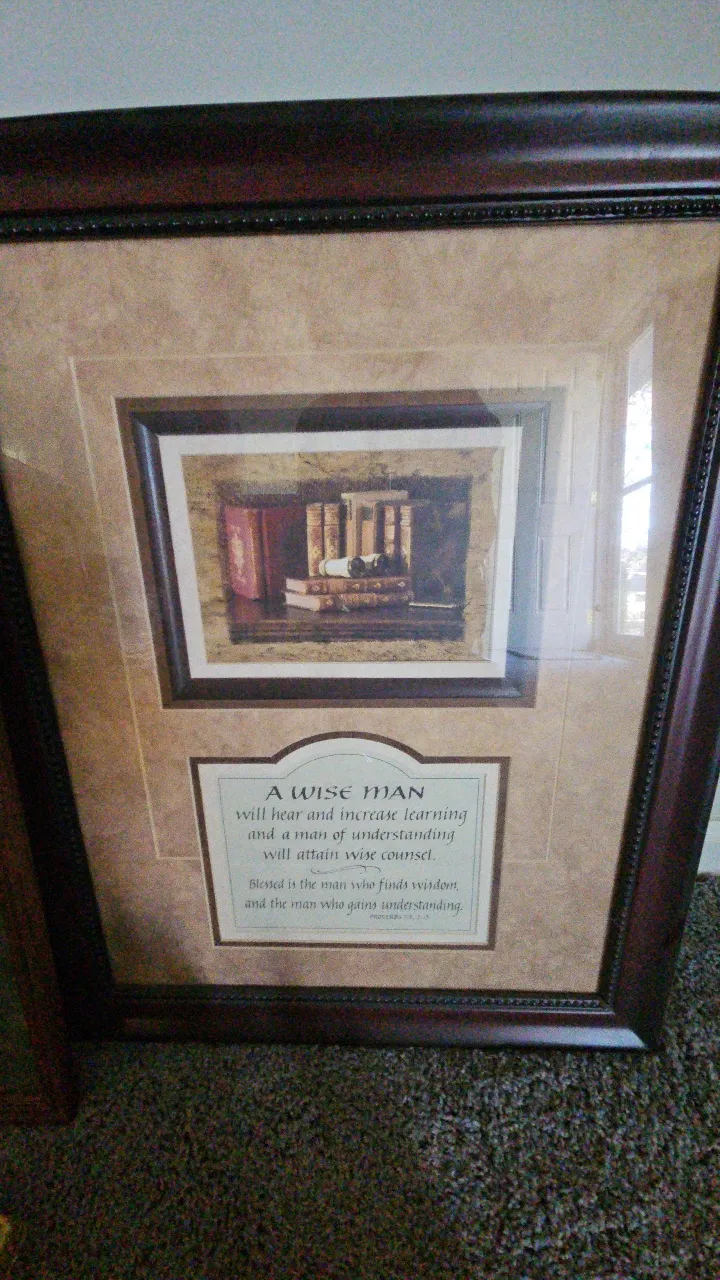 A WISE MAN
will hear and increase learning
and a man of understanding
will attain wise counsel.
Blessed is the man who finds wisdom,
and the man who gains understanding.
PROVERBS